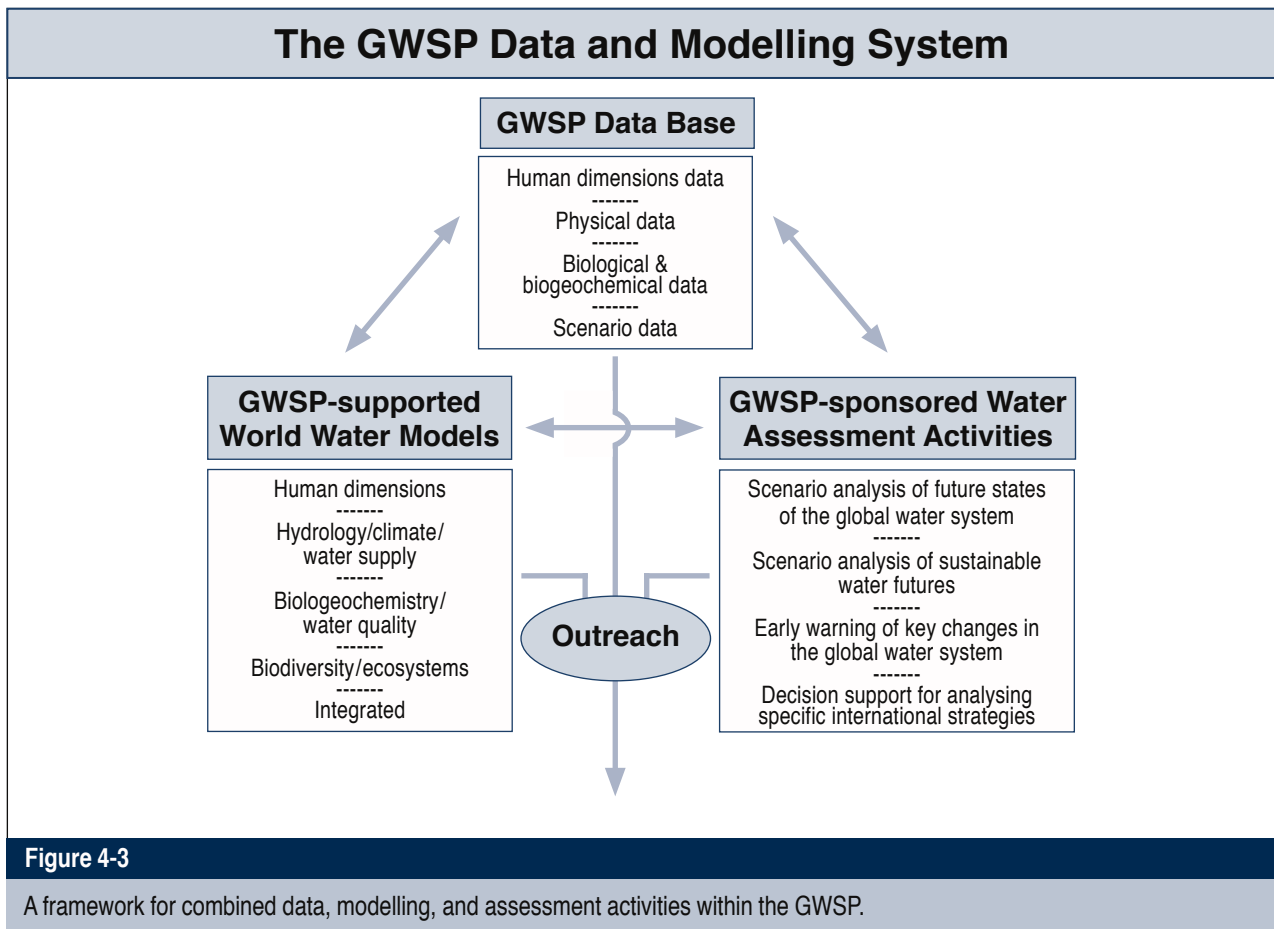 The GWSP Data and Modelling System
GWSP Data Base
Human dimensions data
-------
Physical data
-------
Biological &
biogeochemical data
-------
Scenario data
GWSP-supported
World Water Models
Human dimensions
-------
Hydrology/climate/
water supply
-------
Biologeochemistry/
water quality
-------
Biodiversity/ecosystems
-------
Integrated
GWSP-sponsored Water
Assessment Activities
Scenario analysis of future states
of the global water system
-------
Scenario analysis of sustainable
water futures
-------
Early warning of key changes in
the global water system
-------
Decision support for analysing
specific international strategies
Outreach
Figure 4-3
A framework for combined data, modelling, and assessment activities within the GWSP.